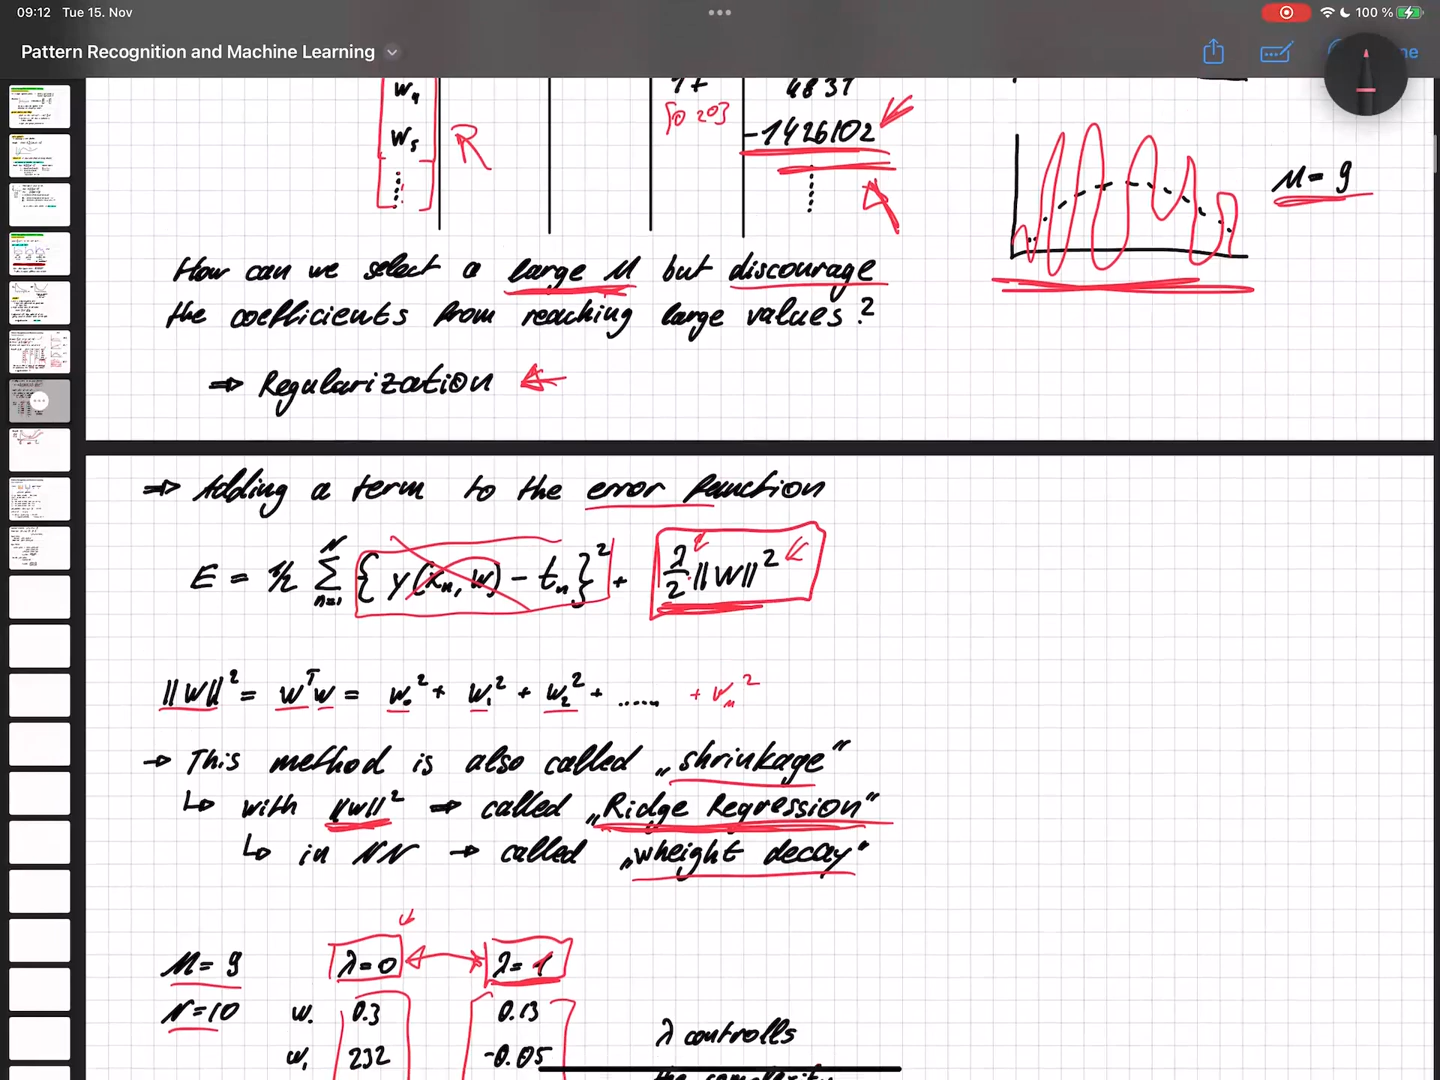 09:12 Tue 15. Nov
100 %
Pattern Recognition and Machine Learning
w₄
4837
[0 20]
w₅
R
-1426102
M = 9
How can we select a large M but discourage
the coefficients from reaching large values?
⇒ Regularization ←
⇒ Adding a term to the error function
E = 1/2 Σ n=1 N { y(xn, w) - tn }² + λ/2 ||W||²
||W||² = wᵀw = w₀² + w₁² + w₂² + ..... + wₘ²
→ This method is also called „shrinkage"
↳ with ||w||² ⇒ called „Ridge Regression"
↳ in NN → called „wheight decay"
M = 9 λ=0 λ=1
N=10 w. 0.3 0.13
w₁ 232 -0.05
λ controlls